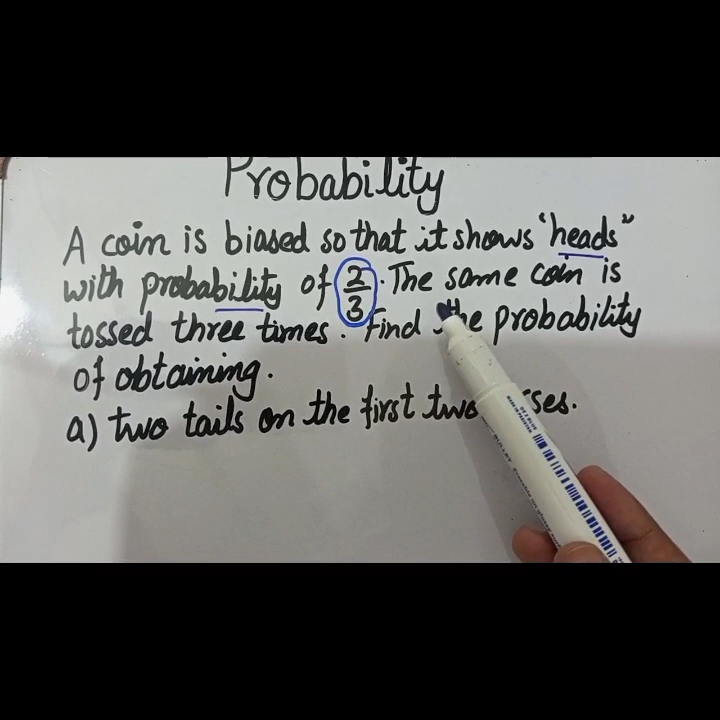 Probability
A coin is biased so that it shows "heads"
with probability of 2/3. The same coin is
tossed three times. Find the probability
of obtaining.
a) two tails on the first two